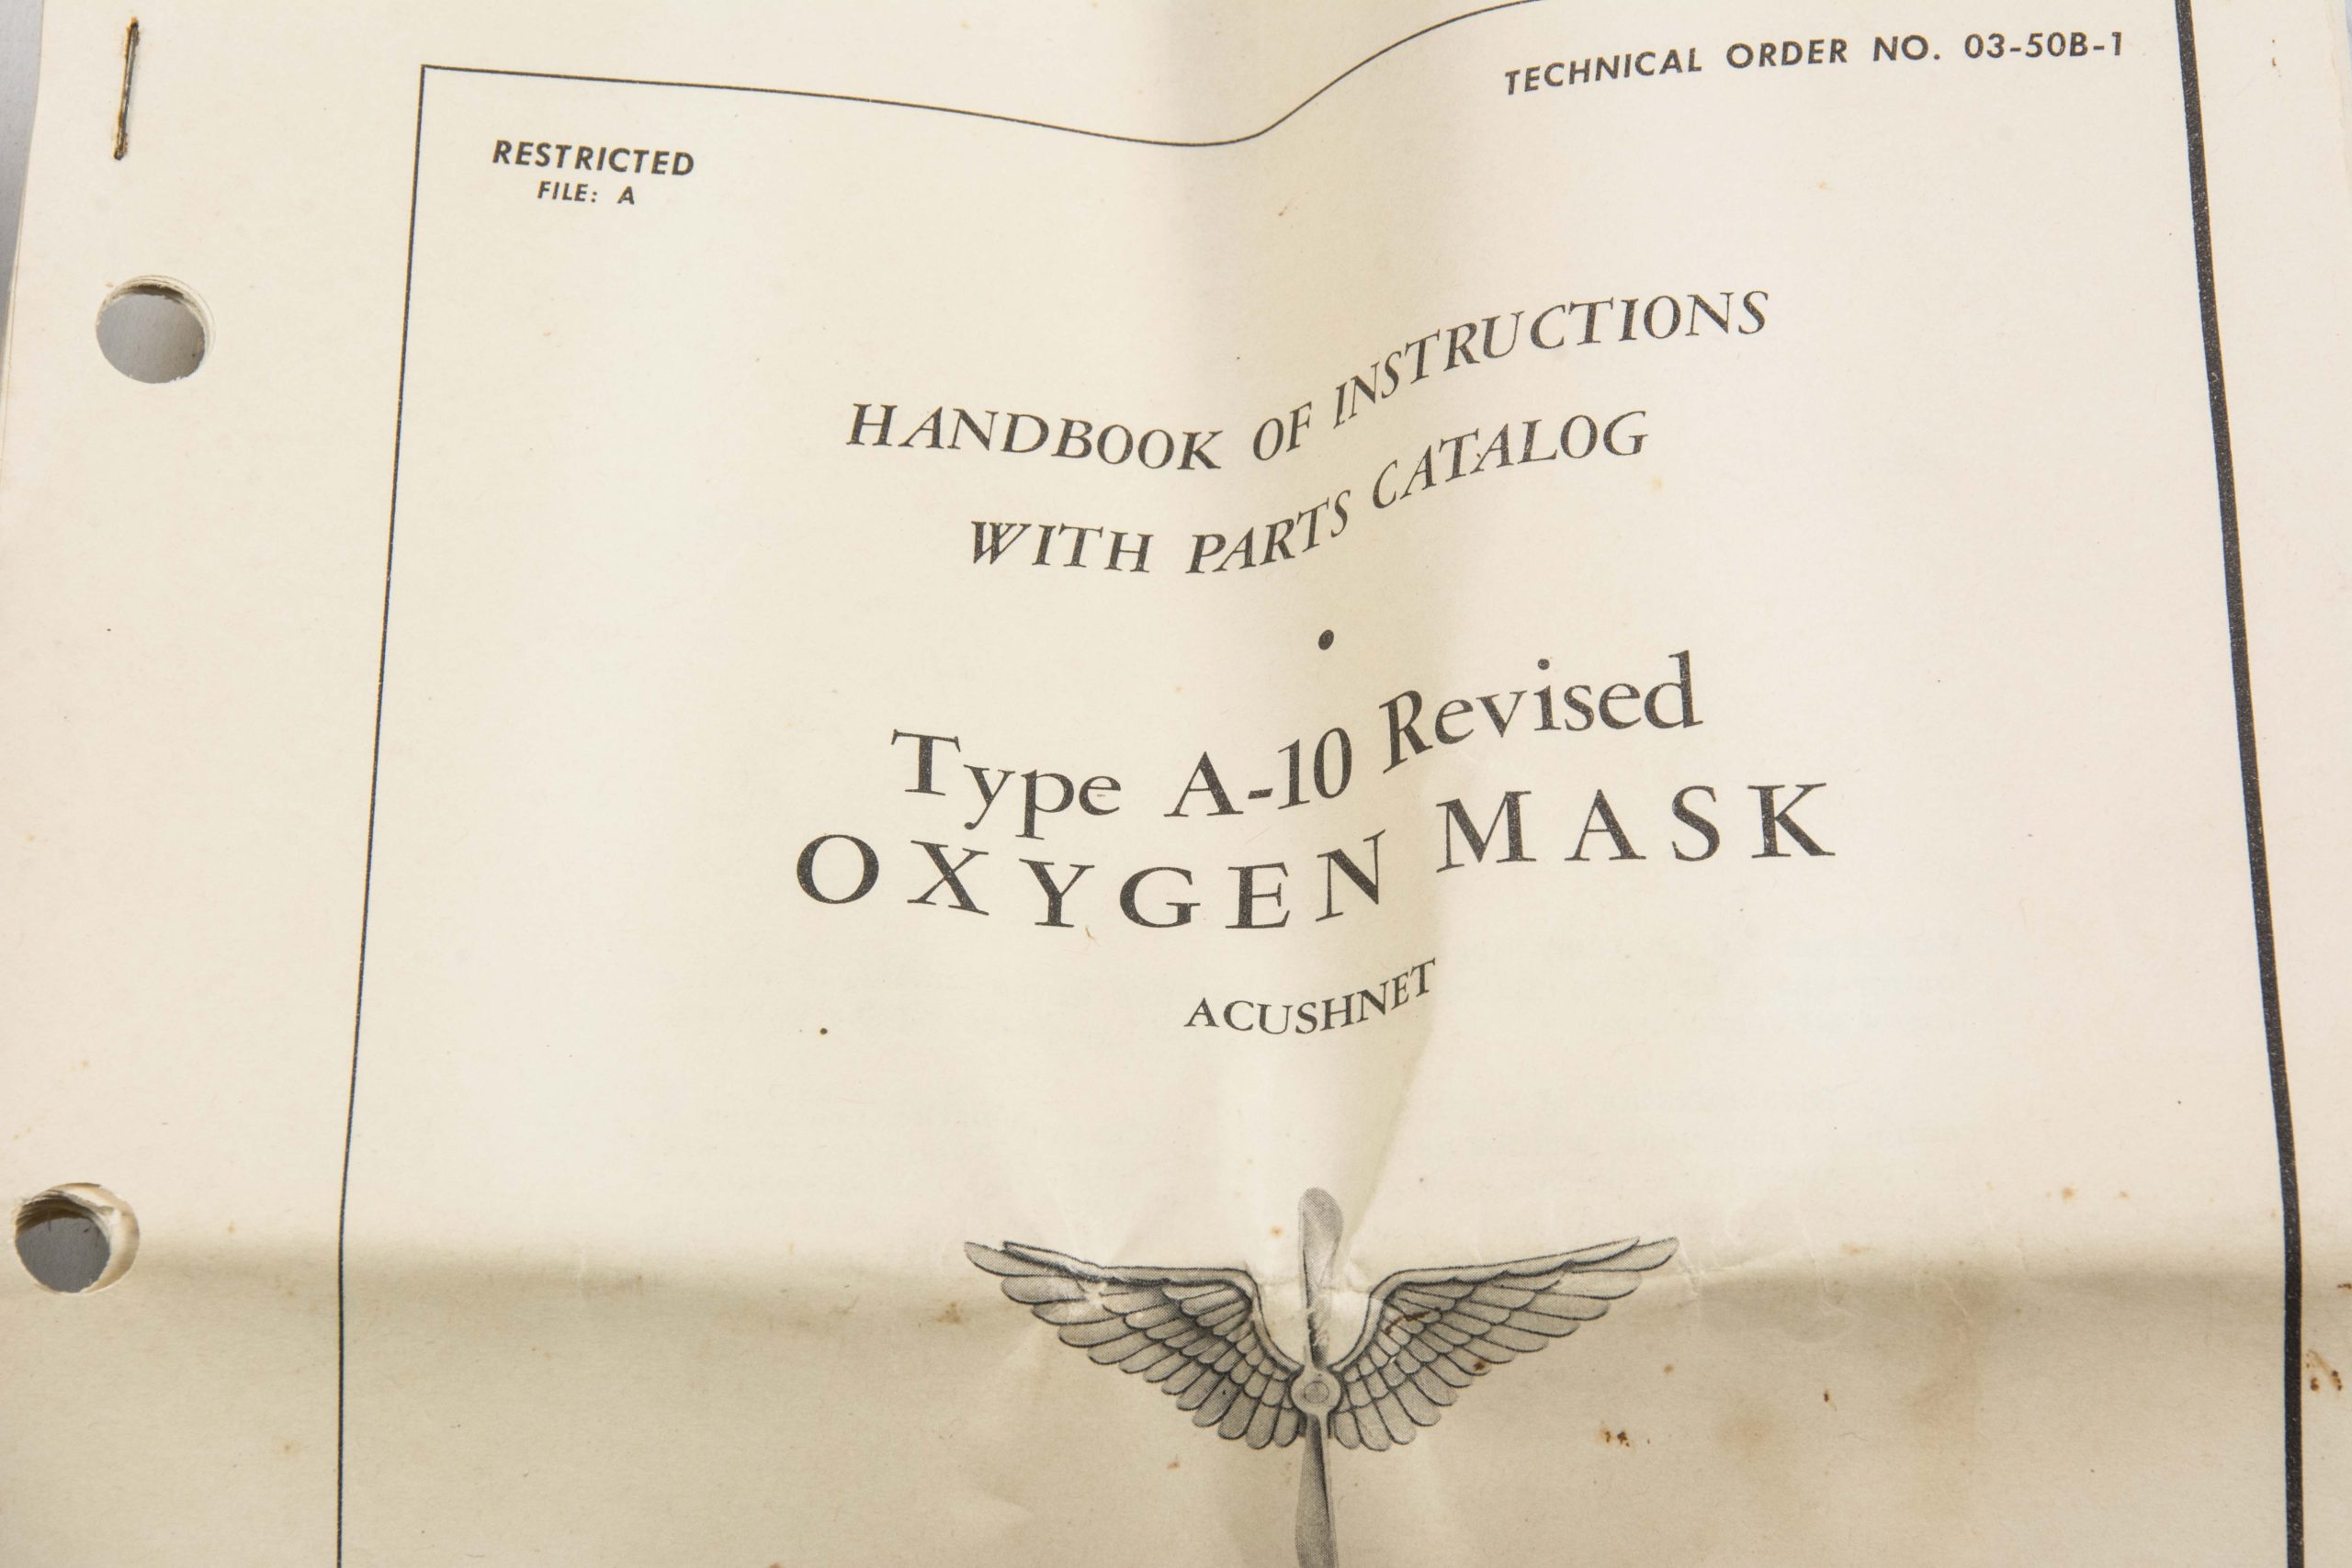 TECHNICAL ORDER NO. 03-50B-1
RESTRICTED
FILE: A
HANDBOOK OF INSTRUCTIONS
WITH PARTS CATALOG
•
Type A-10 Revised
OXYGEN MASK
ACUSHNET